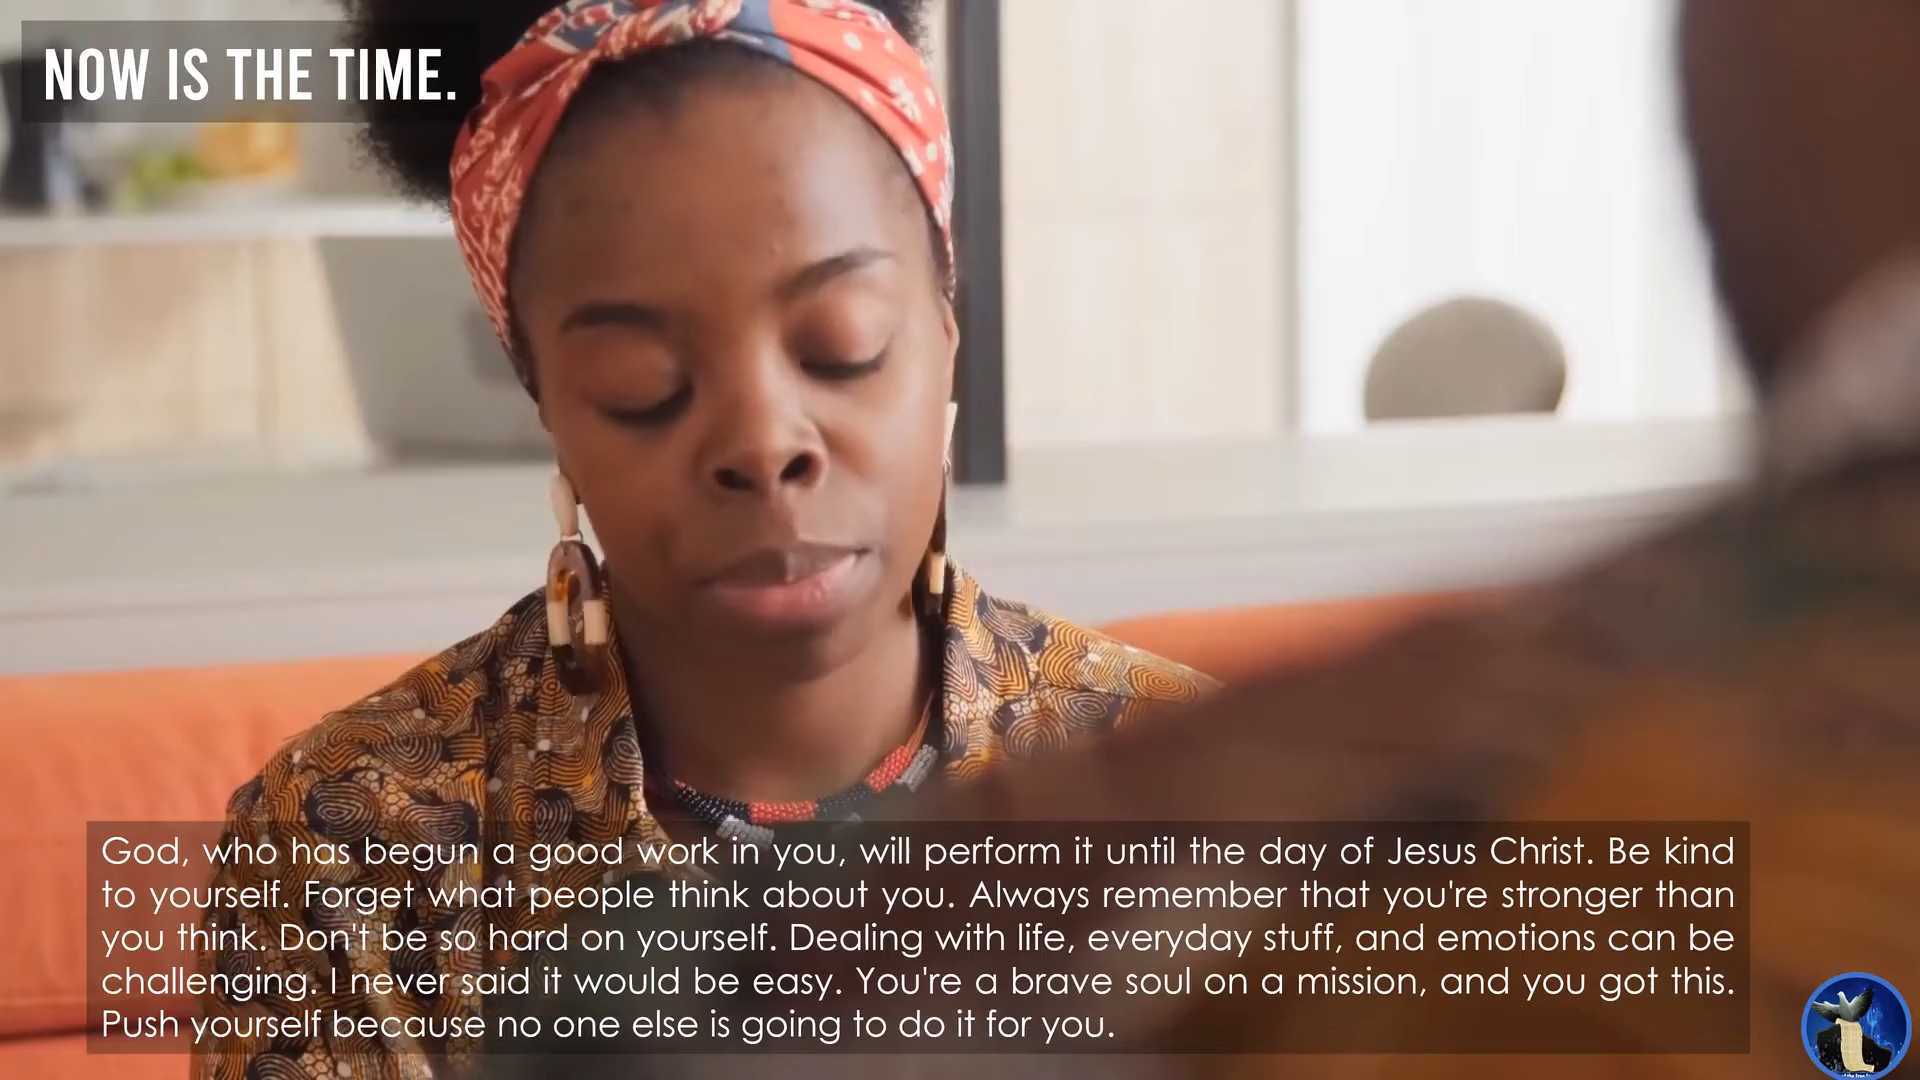 NOW IS THE TIME.
God, who has begun a good work in you, will perform it until the day of Jesus Christ. Be kind
to yourself. Forget what people think about you. Always remember that you're stronger than
you think. Don't be so hard on yourself. Dealing with life, everyday stuff, and emotions can be
challenging. I never said it would be easy. You're a brave soul on a mission, and you got this.
Push yourself because no one else is going to do it for you.